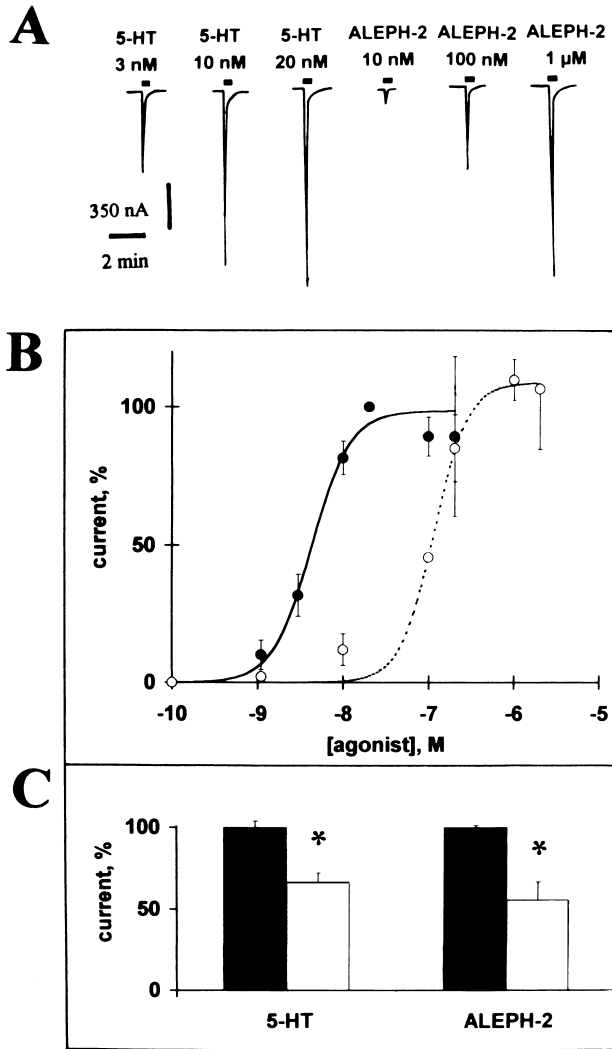 A
5-HT 5-HT 5-HT ALEPH-2 ALEPH-2 ALEPH-2
3 nM 10 nM 20 nM 10 nM 100 nM 1 µM
350 nA
2 min
B
100
50
0
current, %
-10 -9 -8 -7 -6 -5
[agonist], M
C
100
50
0
current, %
* *
5-HT ALEPH-2